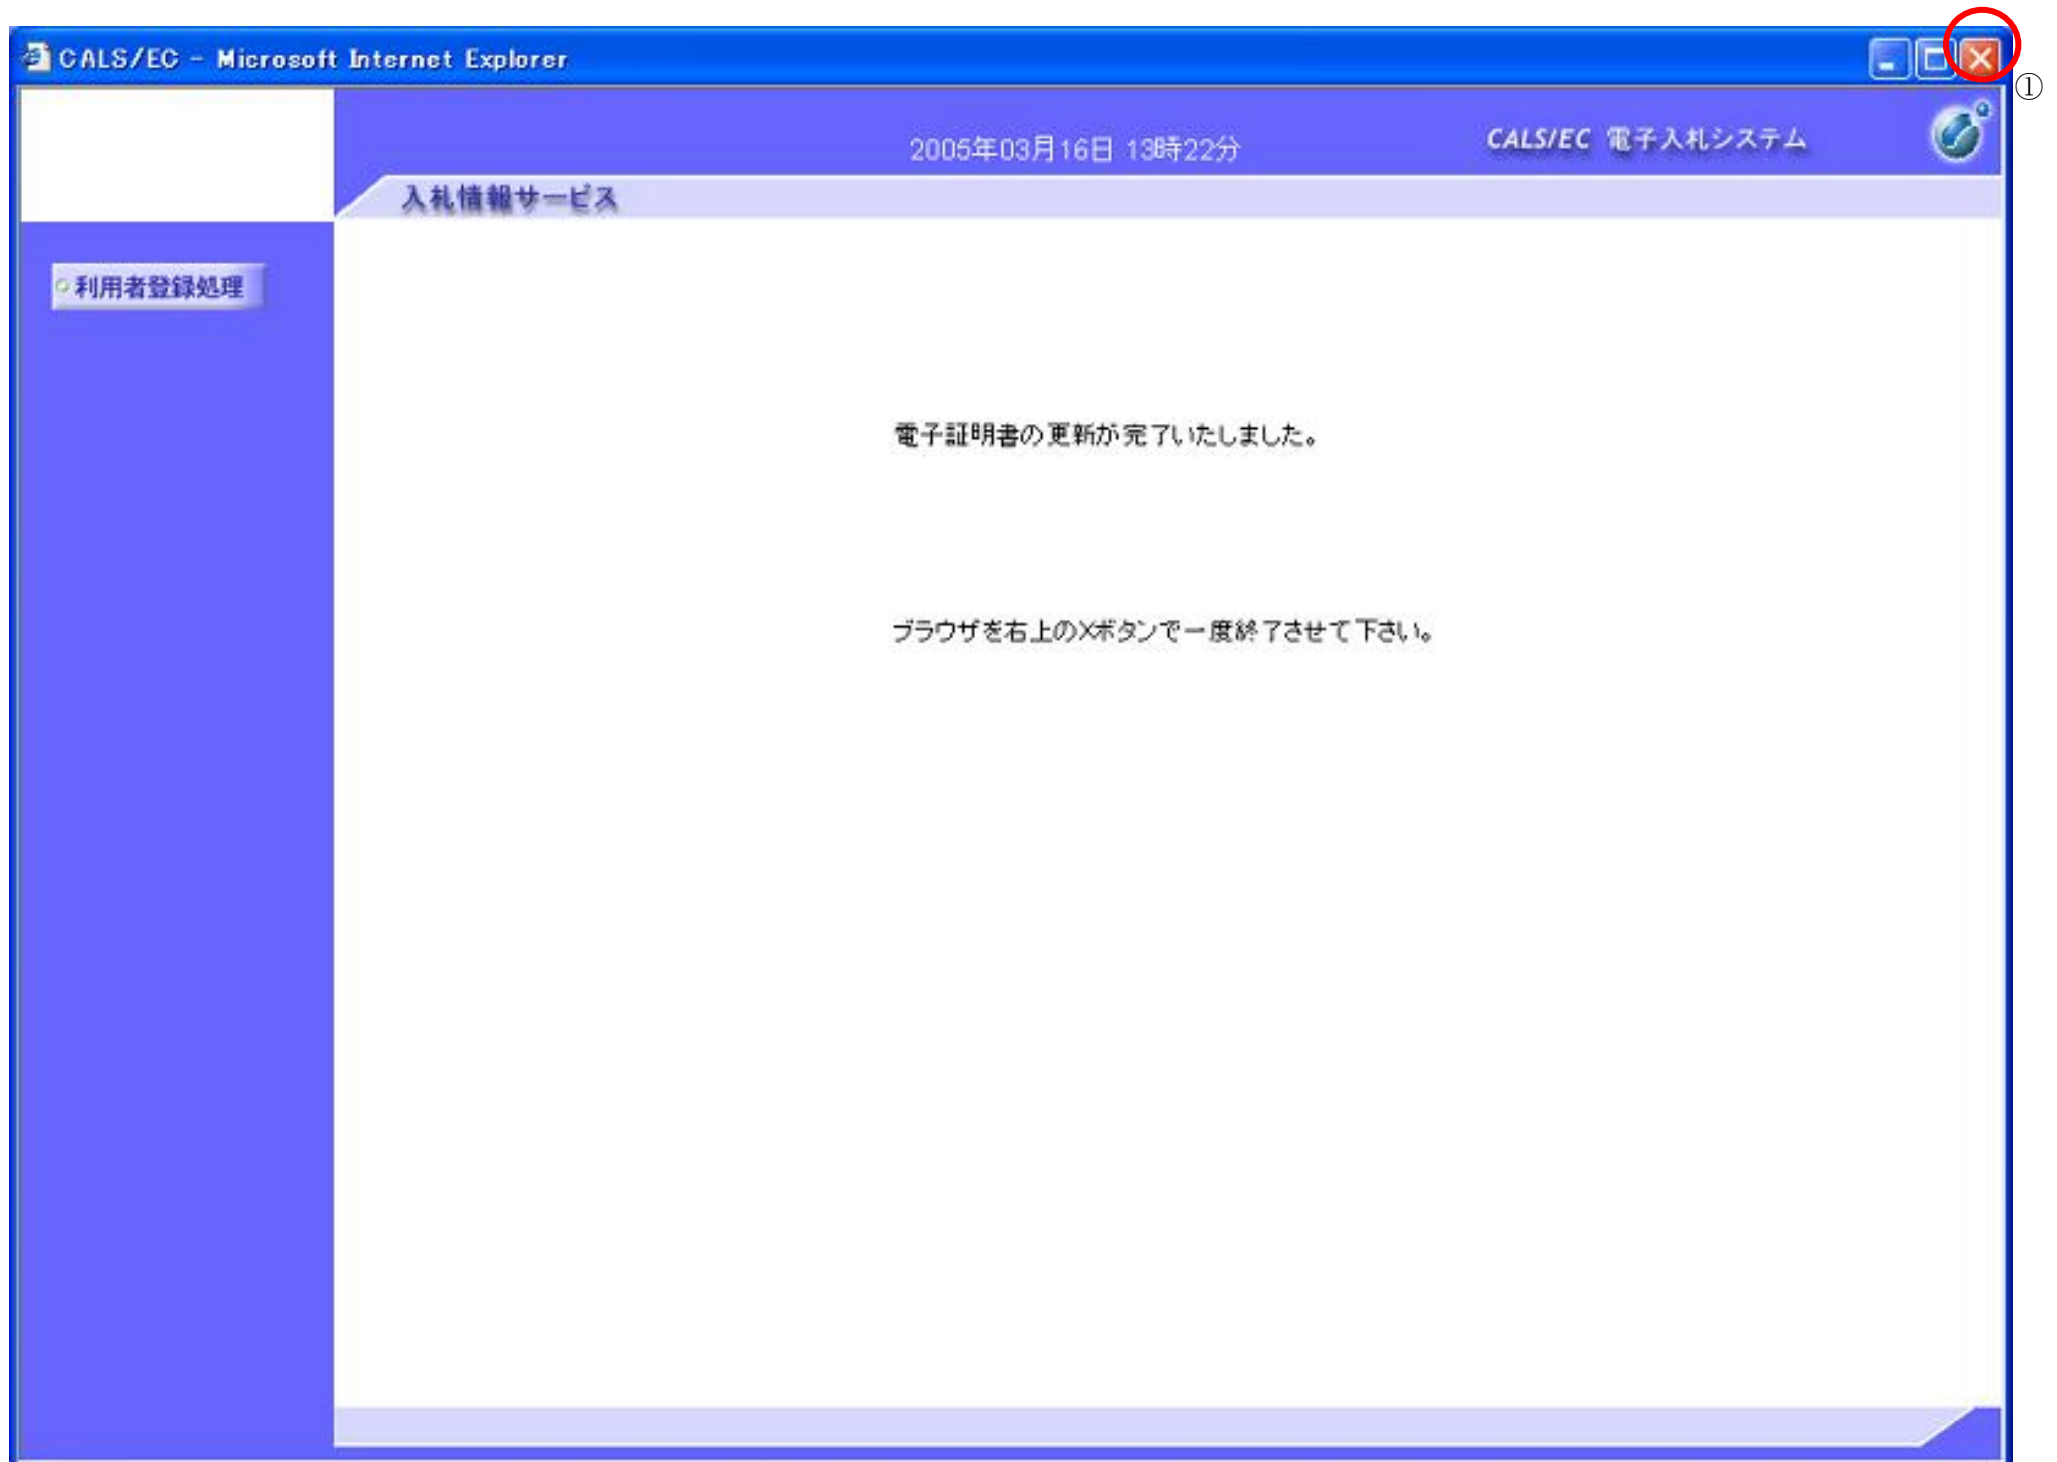 CALS/EC - Microsoft Internet Explorer
①
2005年03月16日 13時22分
CALS/EC 電子入札システム
入札情報サービス
利用者登録処理
電子証明書の更新が完了いたしました。
ブラウザを右上のXボタンで一度終了させて下さい。